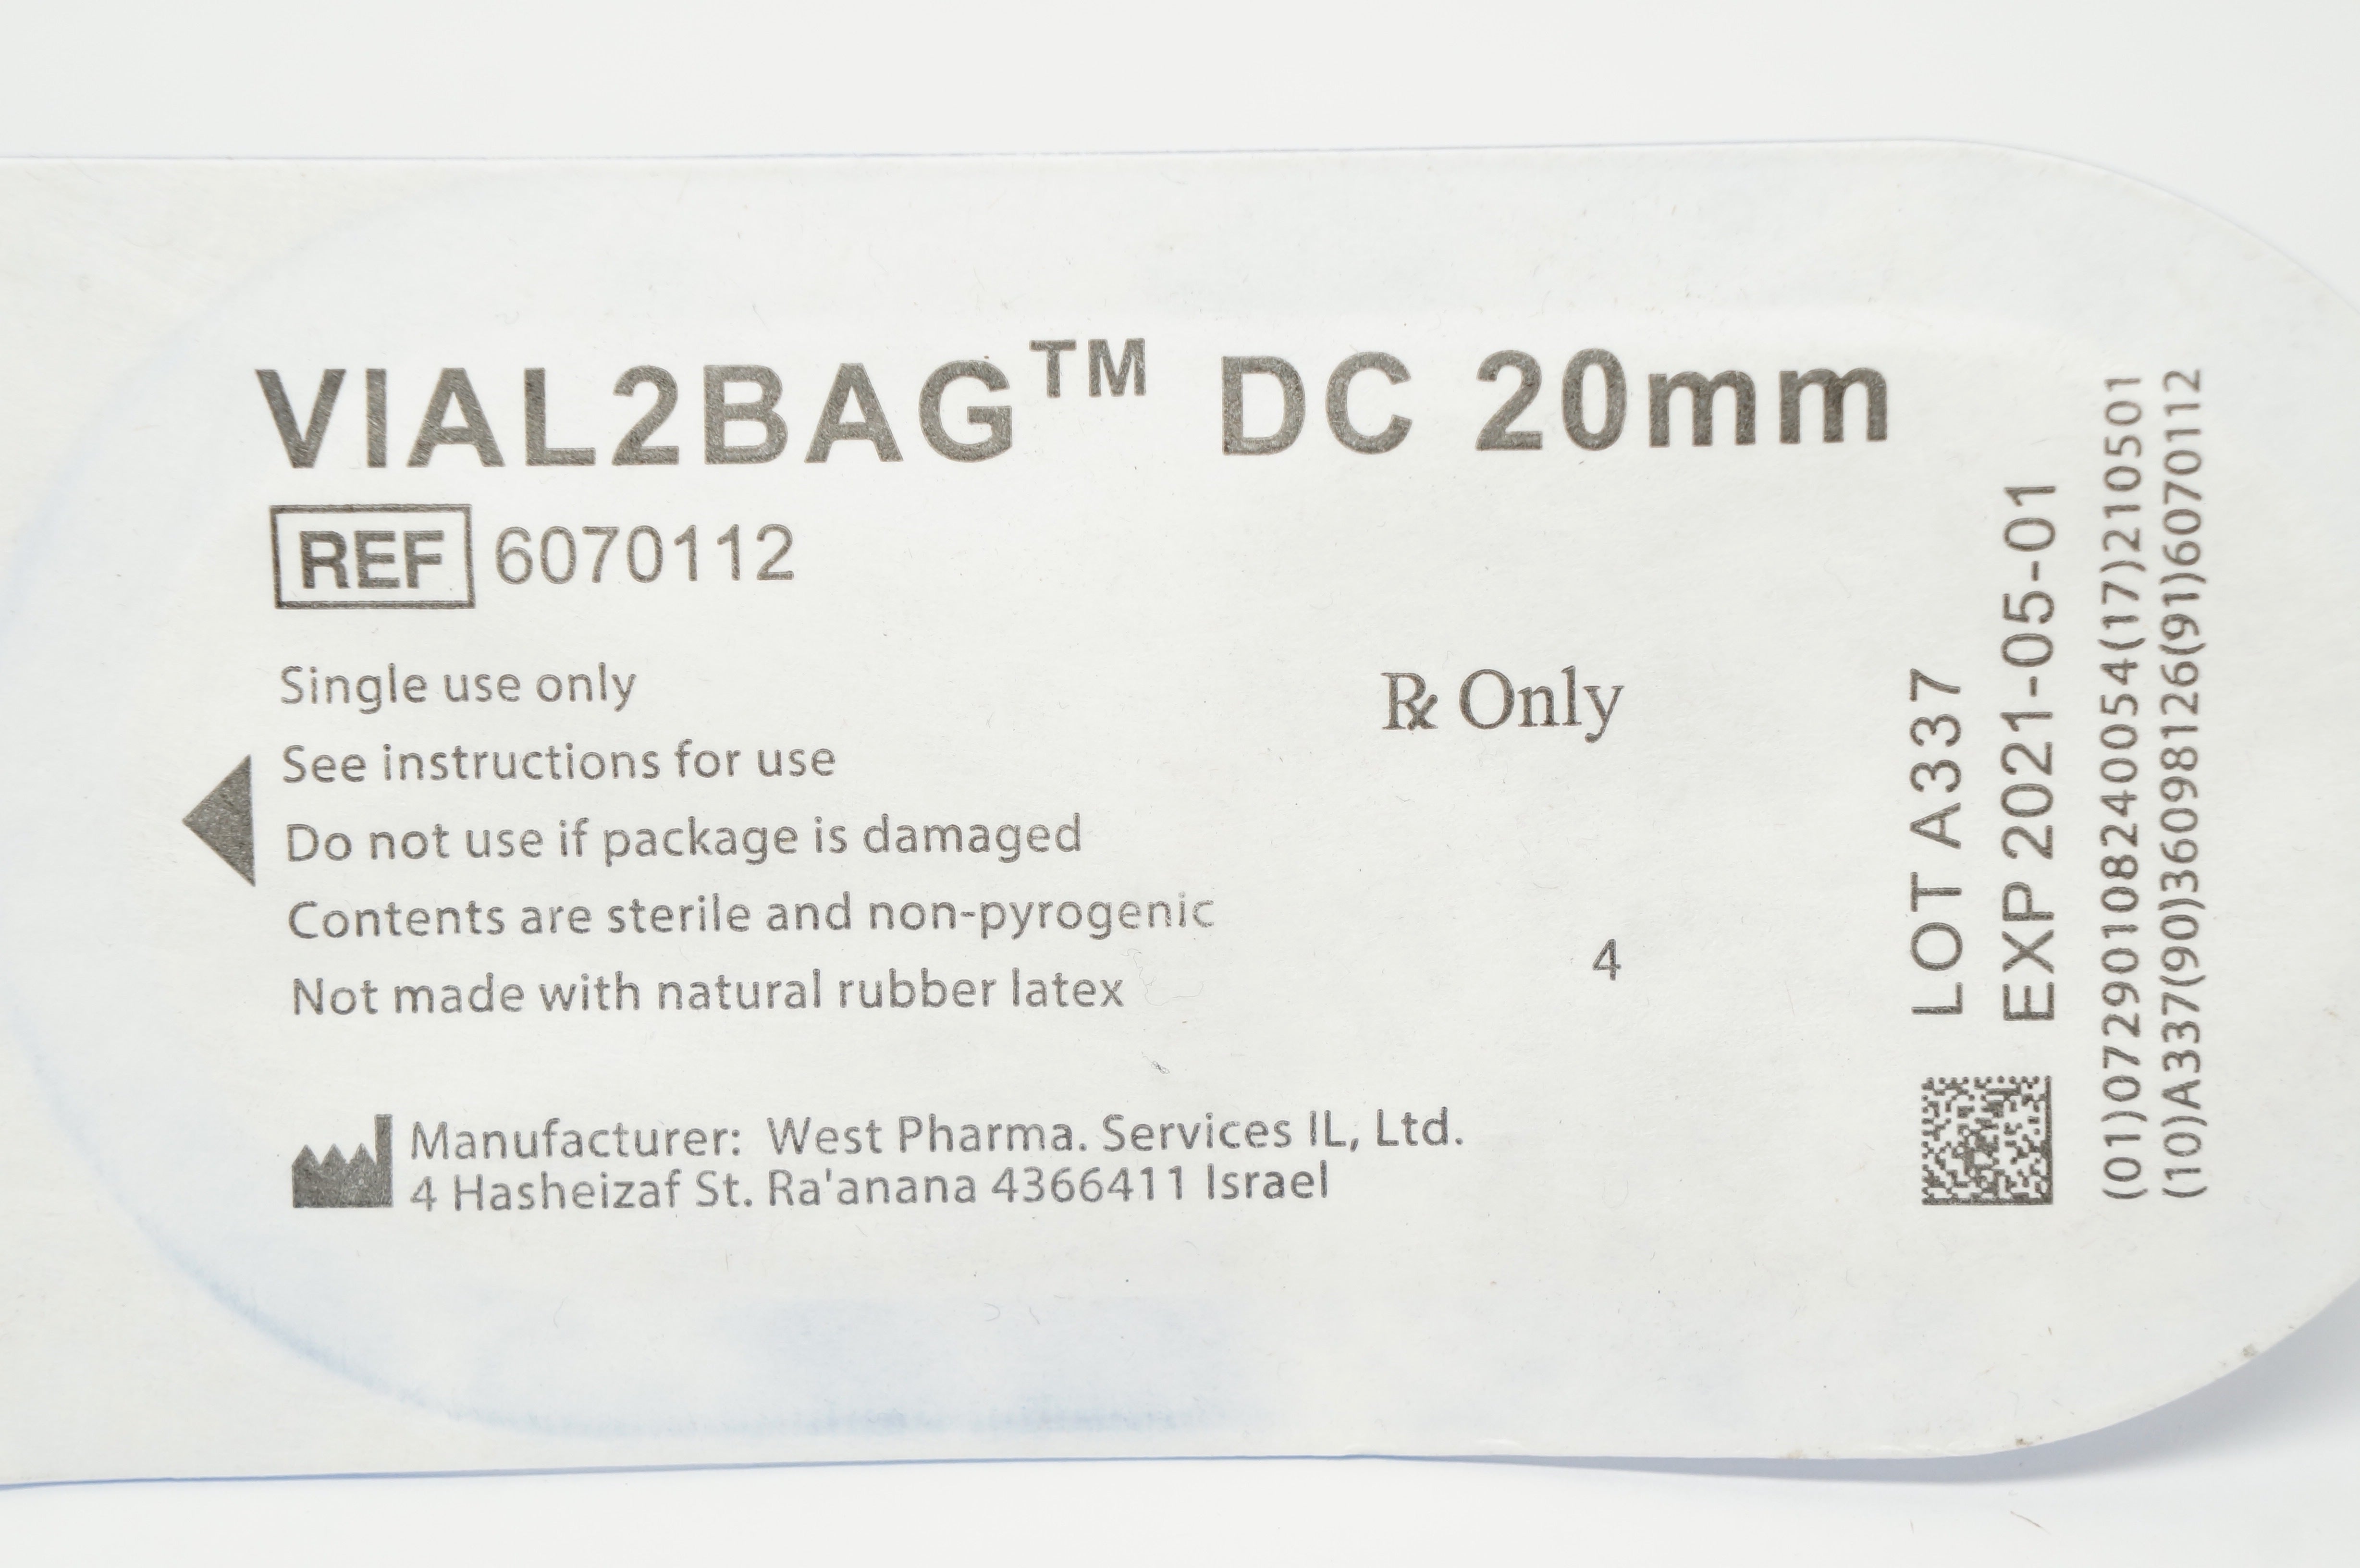 VIAL2BAG™ DC 20mm
REF 6070112
Single use only
See instructions for use
Do not use if package is damaged
Contents are sterile and non-pyrogenic
Not made with natural rubber latex
℞ Only
4
Manufacturer: West Pharma. Services IL, Ltd.
4 Hasheizaf St. Ra'anana 4366411 Israel
LOT A337
EXP 2021-05-01
(01)07290108240054(17)210501
(10)A337(90)3609812​6(91)6070112